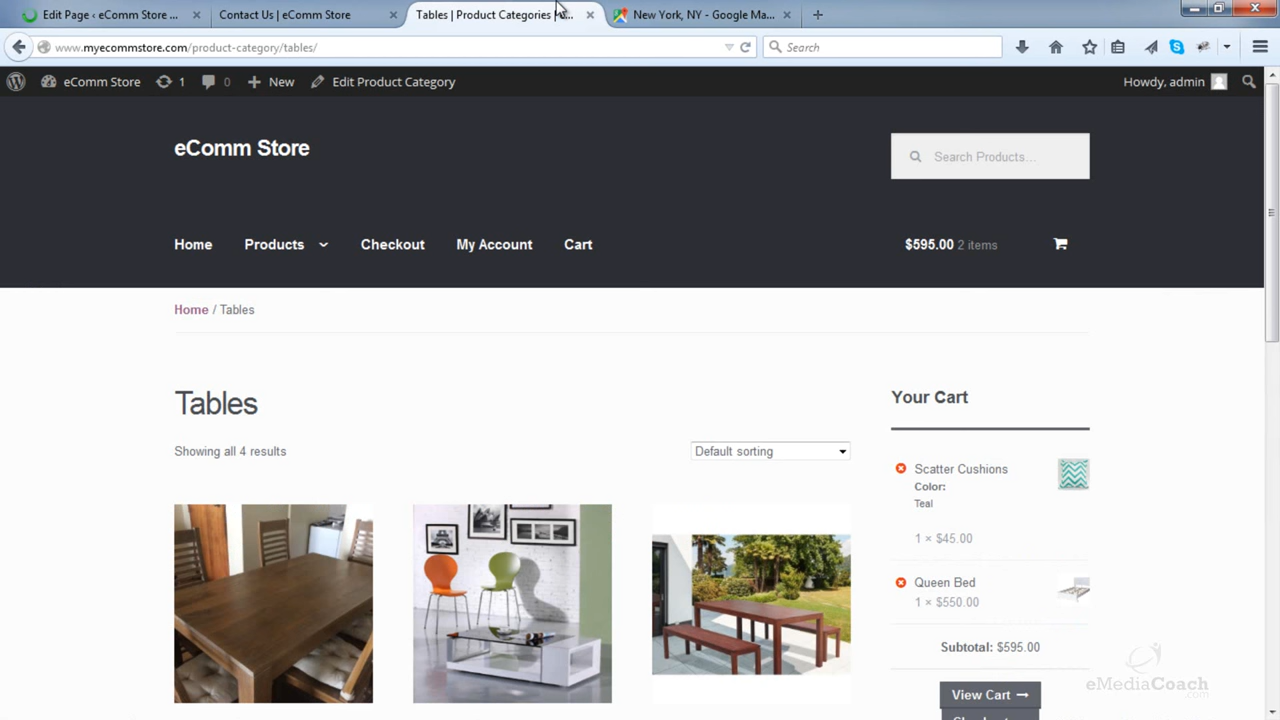 Edit Page ‹ eComm Store ...
Contact Us | eComm Store
Tables | Product Categories
New York, NY - Google Ma...
www.myecommstore.com/product-category/tables/
Search
eComm Store
1
0
New
Edit Product Category
Howdy, admin
eComm Store
Search Products...
Home
Products
Checkout
My Account
Cart
$595.00 2 items
Home / Tables
Tables
Your Cart
Showing all 4 results
Default sorting
Scatter Cushions
Color:
Teal
1 × $45.00
Queen Bed
1 × $550.00
Subtotal: $595.00
eMediaCoach
.com
View Cart →